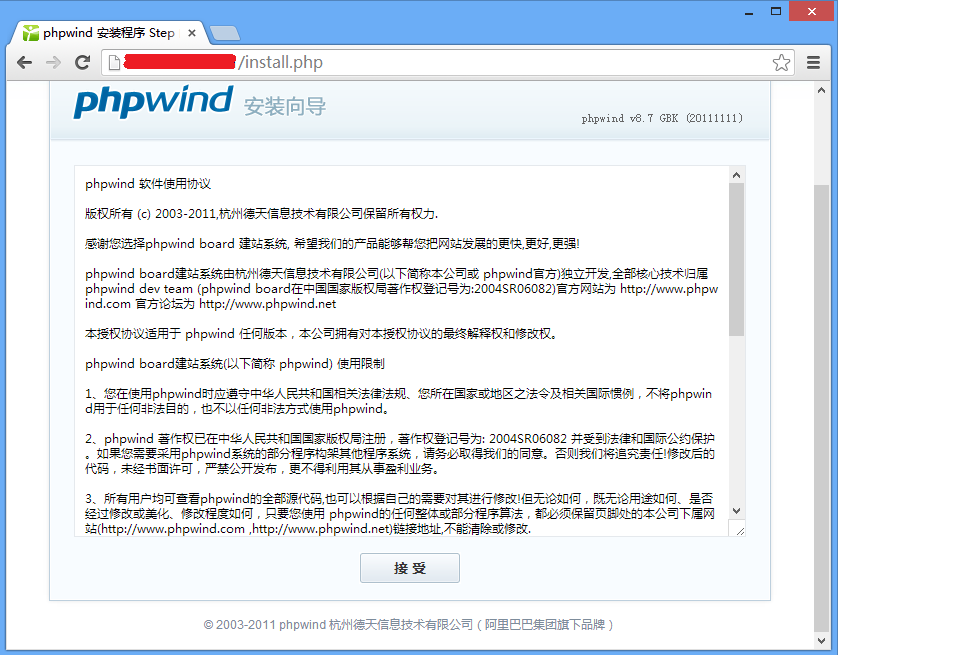 phpwind 安装程序 Step
/install.php
phpwind 安装向导
phpwind v8.7 GBK (20111111)
phpwind 软件使用协议
版权所有 (c) 2003-2011,杭州德天信息技术有限公司保留所有权力.
感谢您选择phpwind board 建站系统, 希望我们的产品能够帮您把网站发展的更快,更好,更强!
phpwind board建站系统由杭州德天信息技术有限公司(以下简称本公司或 phpwind官方)独立开发,全部核心技术归属
phpwind dev team (phpwind board在中国国家版权局著作权登记号为:2004SR06082)官方网站为 http://www.phpw
ind.com 官方论坛为 http://www.phpwind.net
本授权协议适用于 phpwind 任何版本，本公司拥有对本授权协议的最终解释权和修改权。
phpwind board建站系统(以下简称 phpwind) 使用限制
1、您在使用phpwind时应遵守中华人民共和国相关法律法规、您所在国家或地区之法令及相关国际惯例，不将phpwin
d用于任何非法目的，也不以任何非法方式使用phpwind。
2、phpwind 著作权已在中华人民共和国国家版权局注册，著作权登记号为: 2004SR06082 并受到法律和国际公约保护
。如果您需要采用phpwind系统的部分程序构架其他程序系统，请务必取得我们的同意。否则我们将追究责任!修改后的
代码，未经书面许可，严禁公开发布，更不得利用其从事盈利业务。
3、所有用户均可查看phpwind的全部源代码,也可以根据自己的需要对其进行修改!但无论如何，既无论用途如何、是否
经过修改或美化、修改程度如何，只要您使用 phpwind的任何整体或部分程序算法，都必须保留页脚处的本公司下属网
站(http://www.phpwind.com ,http://www.phpwind.net)链接地址,不能清除或修改.
接 受
© 2003-2011 phpwind 杭州德天信息技术有限公司（阿里巴巴集团旗下品牌）